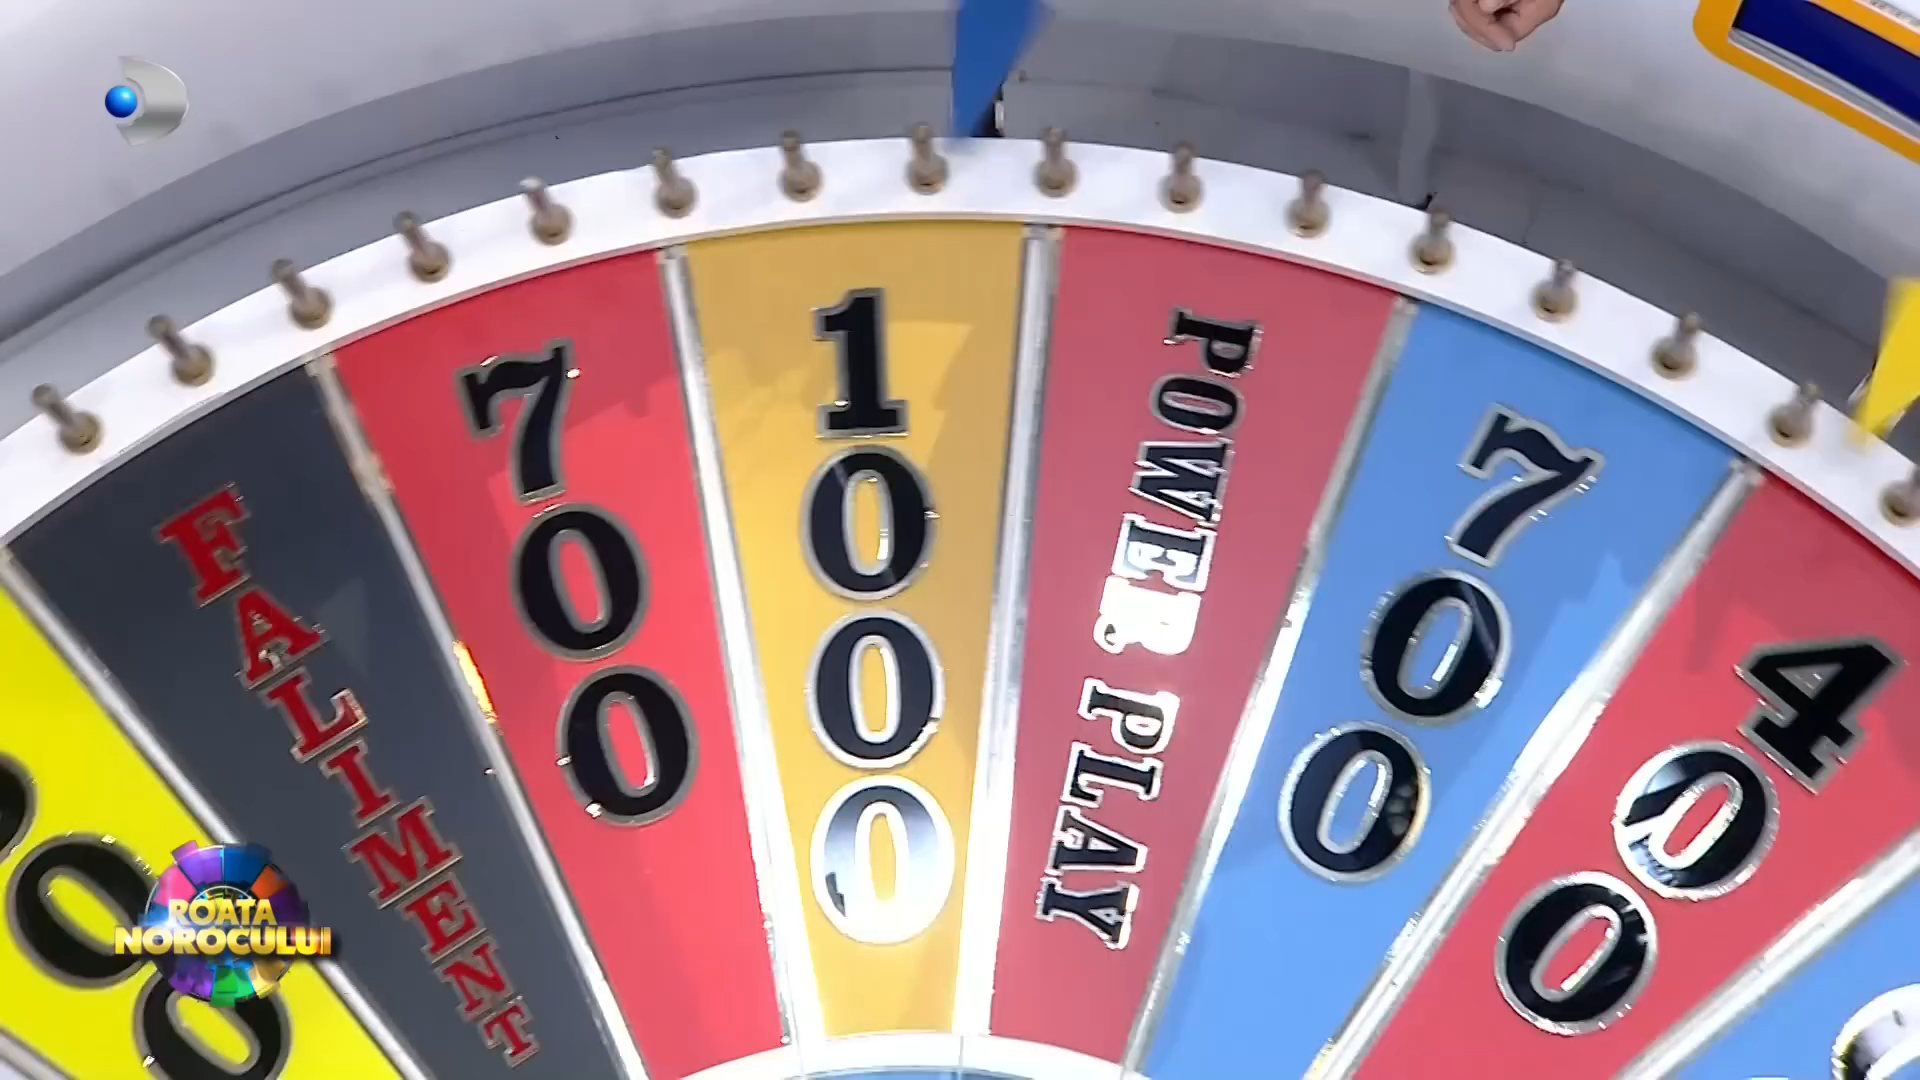 FALIMENT
700
1000
POWER PLAY
700
400
ROATA
NOROCULUI